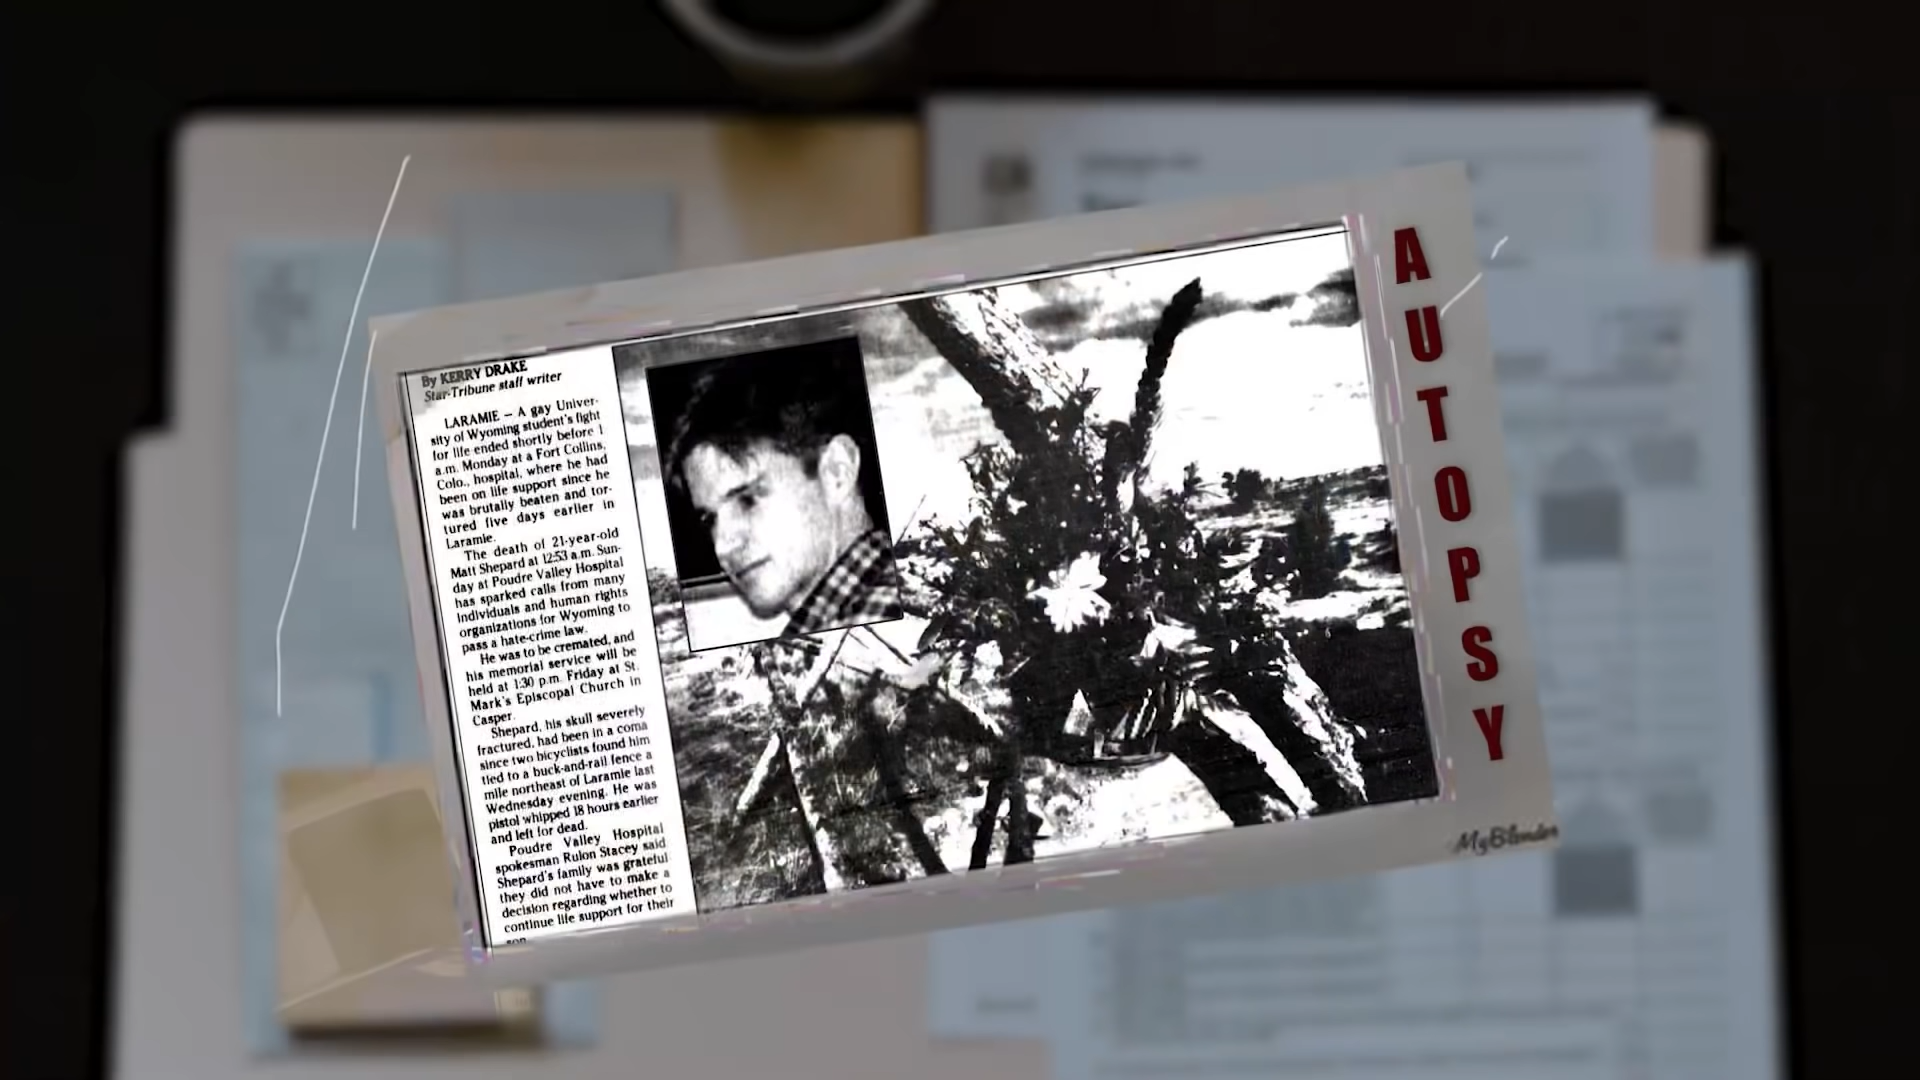 By KERRY DRAKE
Star-Tribune staff writer
LARAMIE – A gay Univer-
sity of Wyoming student's fight
for life ended shortly before 1
a.m. Monday at a Fort Collins,
Colo., hospital, where he had
been on life support since he
was brutally beaten and tor-
tured five days earlier in
Laramie.
The death of 21-year-old
Matt Shepard at 12:53 a.m. Sun-
day at Poudre Valley Hospital
has sparked calls from many
individuals and human rights
organizations for Wyoming to
pass a hate-crime law.
He was to be cremated, and
his memorial service will be
held at 1:30 p.m. Friday at St.
Mark's Episcopal Church in
Casper.
Shepard, his skull severely
fractured, had been in a coma
since two bicyclists found him
tied to a buck-and-rail fence a
mile northeast of Laramie last
Wednesday evening. He was
pistol whipped 18 hours earlier
and left for dead.
Poudre Valley Hospital
spokesman Rulon Stacey said
Shepard's family was grateful
they did not have to make a
decision regarding whether to
continue life support for their
son.
AUTOPSY
MyBlender